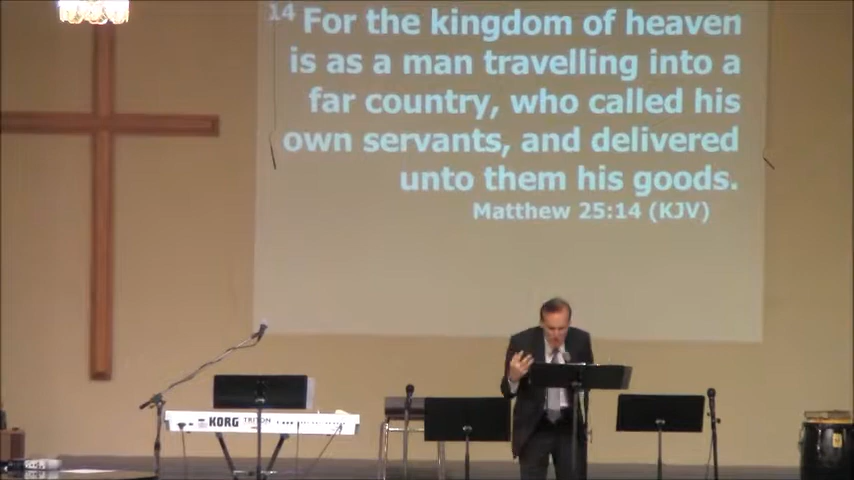 14 For the kingdom of heaven
is as a man travelling into a
far country, who called his
own servants, and delivered
unto them his goods.
Matthew 25:14 (KJV)
KORG TRITON